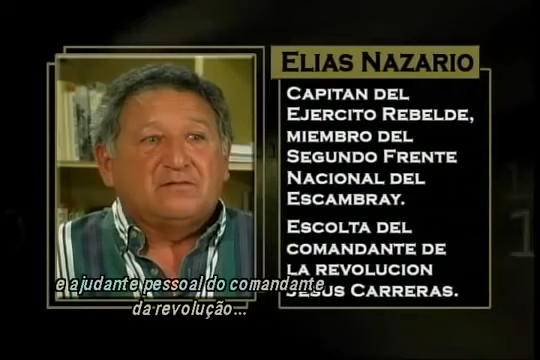 ELIAS NAZARIO
CAPITAN DEL
EJERCITO REBELDE,
MIEMBRO DEL
SEGUNDO FRENTE
NACIONAL DEL
ESCAMBRAY.
ESCOLTA DEL
COMANDANTE DE
LA REVOLUCION
JESUS CARRERAS.
e ajudante pessoal do comandante
da revolução...